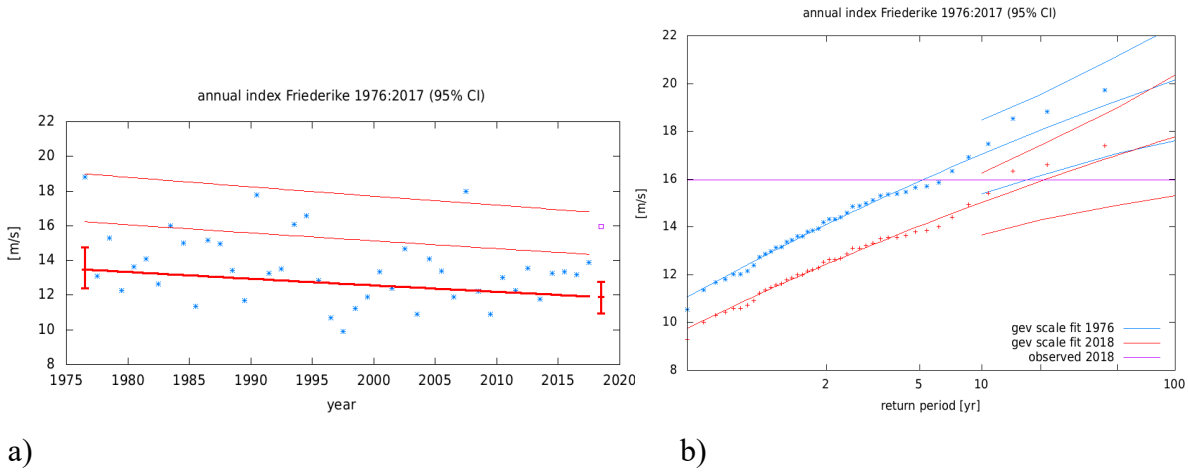 annual index Friederike 1976:2017 (95% CI)
22
20
18
16
14
12
10
8
[m/s]
1975 1980 1985 1990 1995 2000 2005 2010 2015 2020
year
a)
annual index Friederike 1976:2017 (95% CI)
22
20
18
16
14
12
10
8
[m/s]
gev scale fit 1976
gev scale fit 2018
observed 2018
2 5 10 100
return period [yr]
b)